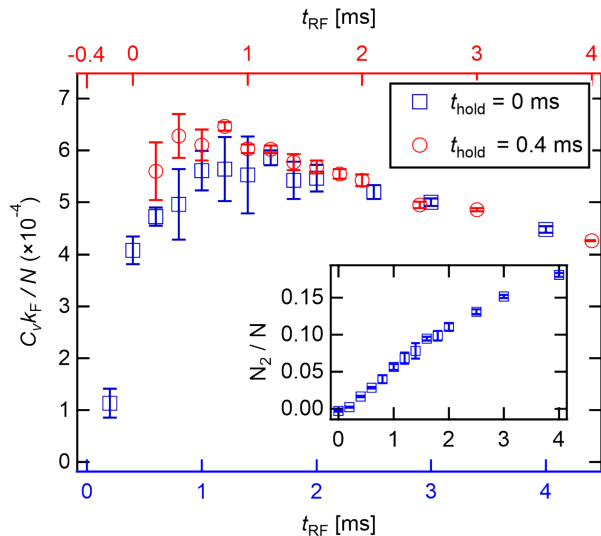 t_RF [ms]
-0.4 0 1 2 3 4
t_hold = 0 ms
t_hold = 0.4 ms
7
6
5
4
3
2
1
0
C_v k_F / N (×10⁻⁴)
N₂ / N
0.15
0.10
0.05
0.00
0 1 2 3 4
0 1 2 3 4
t_RF [ms]